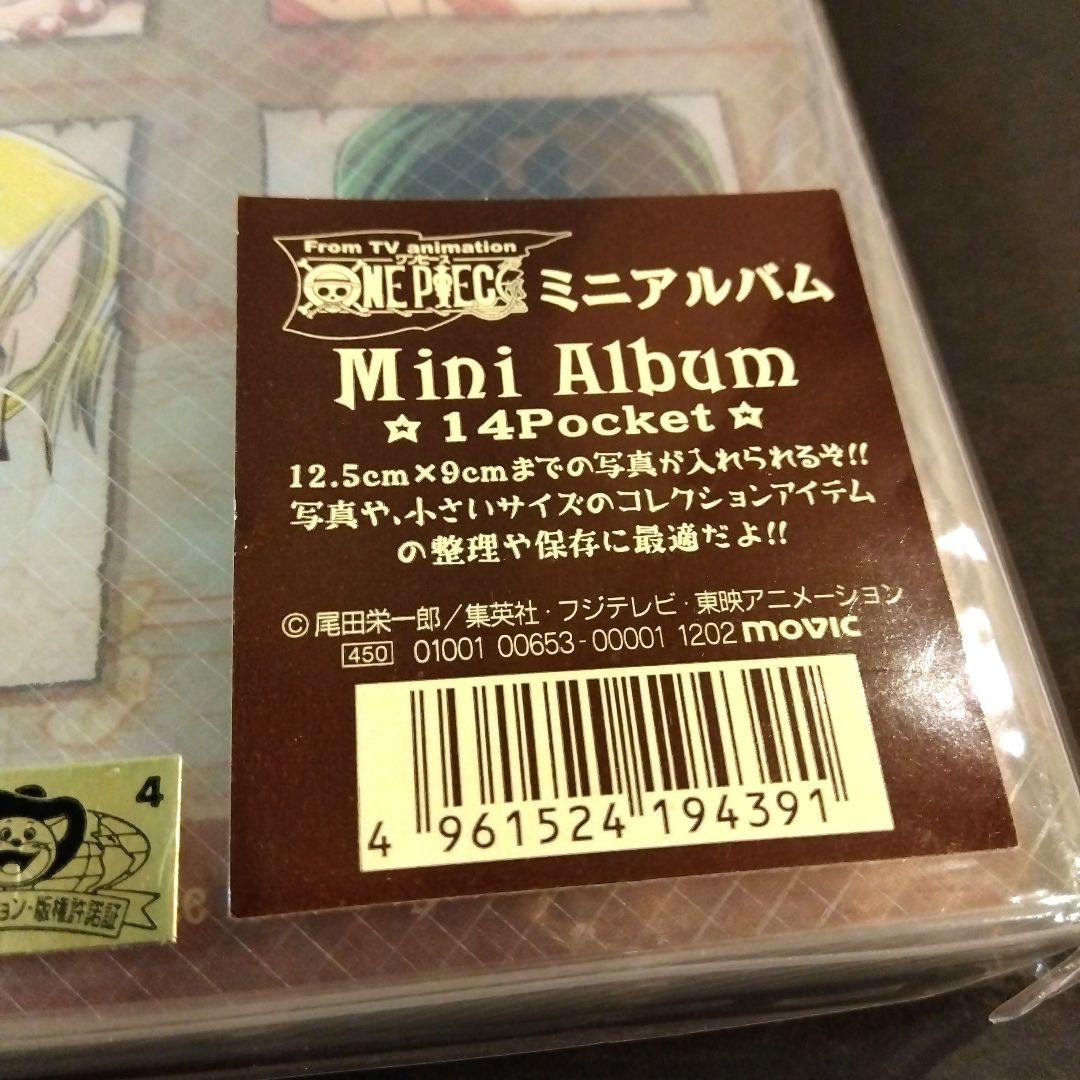 From TV animation
ワンピース
ONE PIECE
ミニアルバム
Mini Album
☆14Pocket☆
12.5cm×9cmまでの写真が入れられるぞ!!
写真や、小さいサイズのコレクションアイテム
の整理や保存に最適だよ!!
©尾田栄一郎/集英社・フジテレビ・東映アニメーション
450 01001 00653-00001 1202 movic
4 961524 194391
4
ョン・版権許諾証